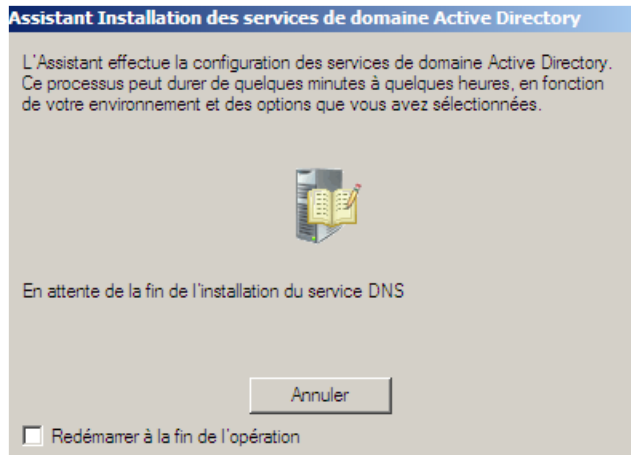 Assistant Installation des services de domaine Active Directory
L'Assistant effectue la configuration des services de domaine Active Directory.
Ce processus peut durer de quelques minutes à quelques heures, en fonction
de votre environnement et des options que vous avez sélectionnées.
En attente de la fin de l'installation du service DNS
Annuler
Redémarrer à la fin de l'opération